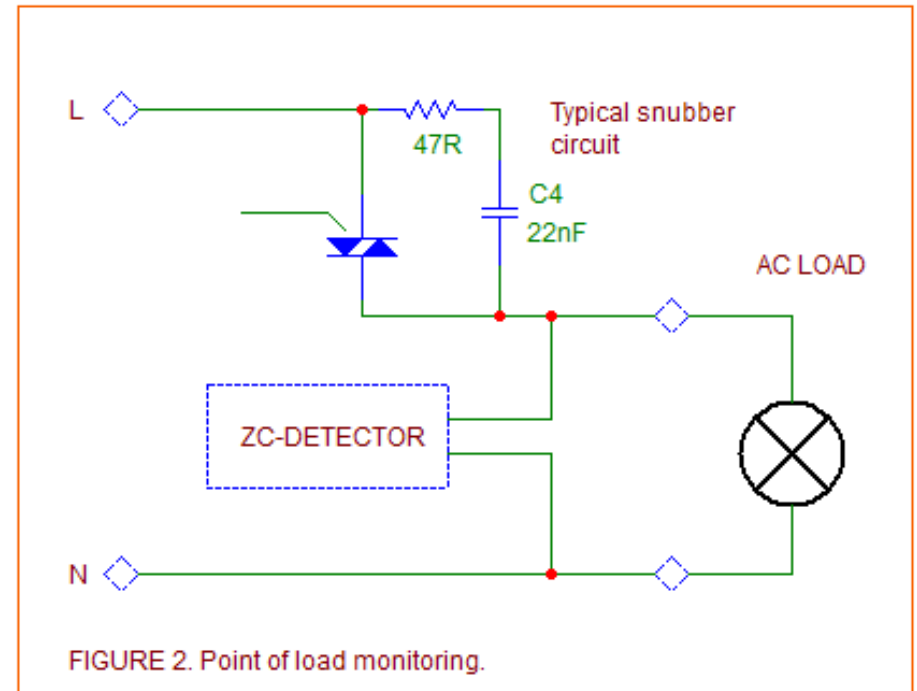 L
47R
Typical snubber
circuit
C4
22nF
AC LOAD
ZC-DETECTOR
N
FIGURE 2. Point of load monitoring.